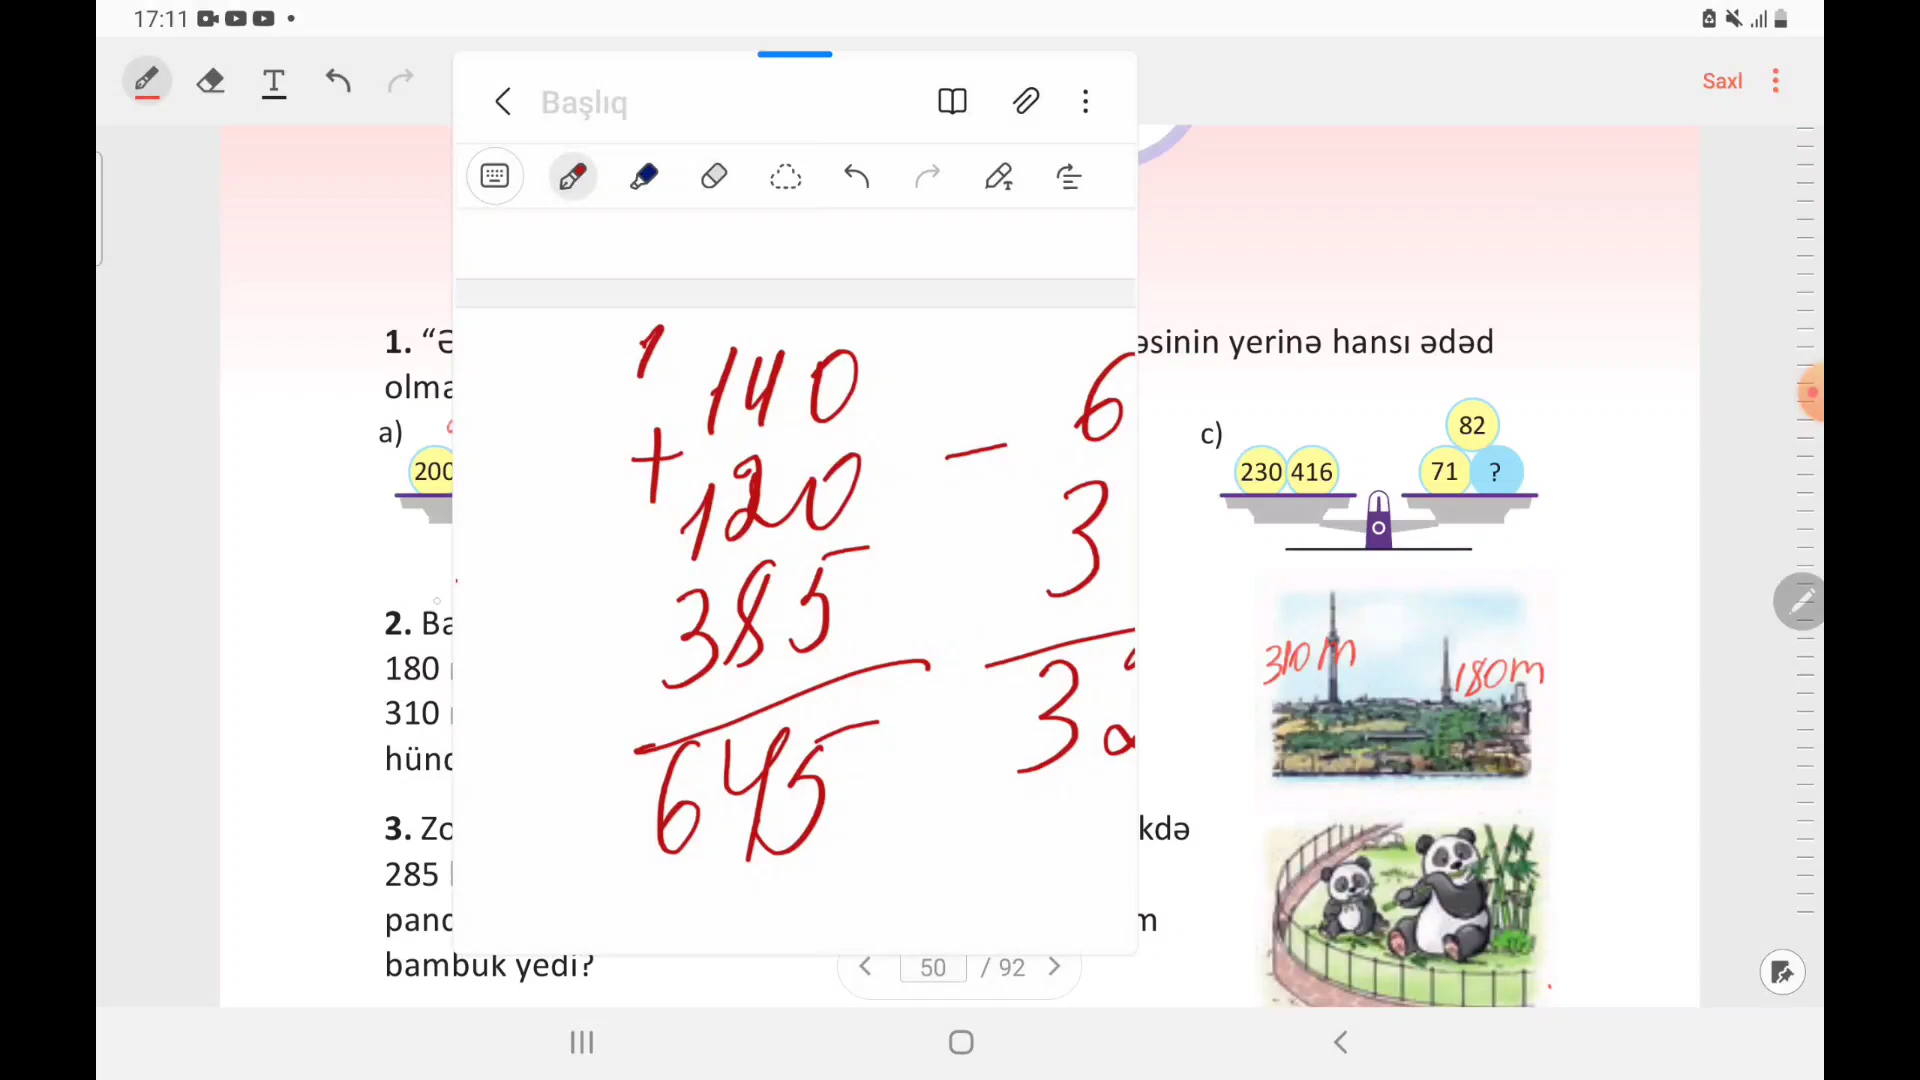 17:11
Saxl
Başlıq
T
1. “Ə
əsinin yerinə hansı ədəd
olma
a)
200
c)
82
230 416 71 ?
1
140
+
120
385
645
− 6
3
3
2. Ba
180
310
hünd
310 m
180 m
3. Zo
kdə
285
pand
m
bambuk yedi?
50 / 92